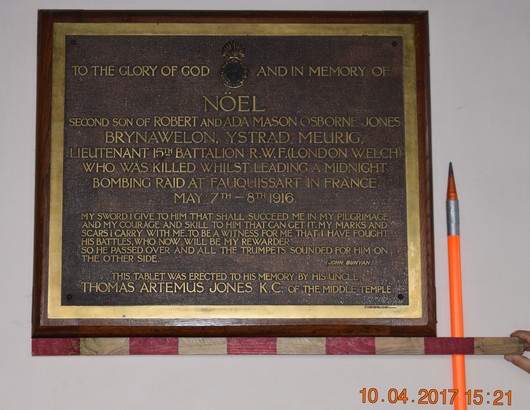 TO THE GLORY OF GOD AND IN MEMORY OF
NÖEL
SECOND SON OF ROBERT AND ADA MASON OSBORNE JONES
BRYNAWELON, YSTRAD, MEURIG,
LIEUTENANT 15TH BATTALION R.W.F. (LONDON WELCH)
WHO WAS KILLED WHILST LEADING A MIDNIGHT
BOMBING RAID AT FAUQUISSART IN FRANCE
MAY 7TH – 8TH 1916.
MY SWORD I GIVE TO HIM THAT SHALL SUCCEED ME IN MY PILGRIMAGE,
AND MY COURAGE AND SKILL TO HIM THAT CAN GET IT. MY MARKS AND
SCARS I CARRY WITH ME, TO BE A WITNESS FOR ME THAT I HAVE FOUGHT
HIS BATTLES, WHO NOW WILL BE MY REWARDER
SO HE PASSED OVER AND ALL THE TRUMPETS SOUNDED FOR HIM ON
THE OTHER SIDE.
(JOHN BUNYAN)
THIS TABLET WAS ERECTED TO HIS MEMORY BY HIS UNCLE
THOMAS ARTEMUS JONES K.C. OF THE MIDDLE TEMPLE
10.04.2017 15:21